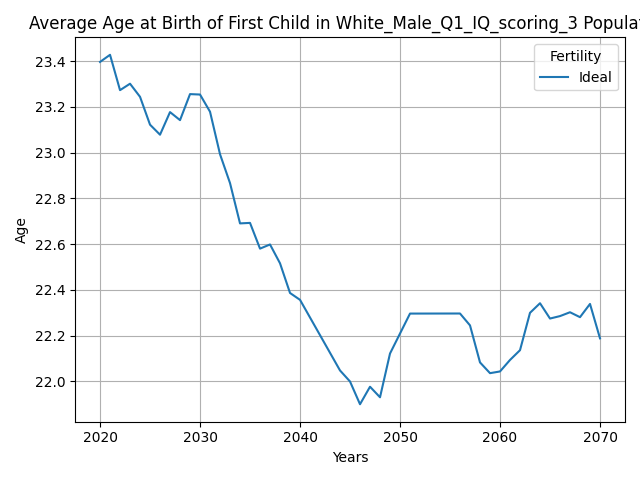 Average Age at Birth of First Child in White_Male_Q1_IQ_scoring_3
Fertility
Ideal
23.4
23.2
23.0
22.8
22.6
22.4
22.2
22.0
Age
2020 2030 2040 2050 2060 2070
Years